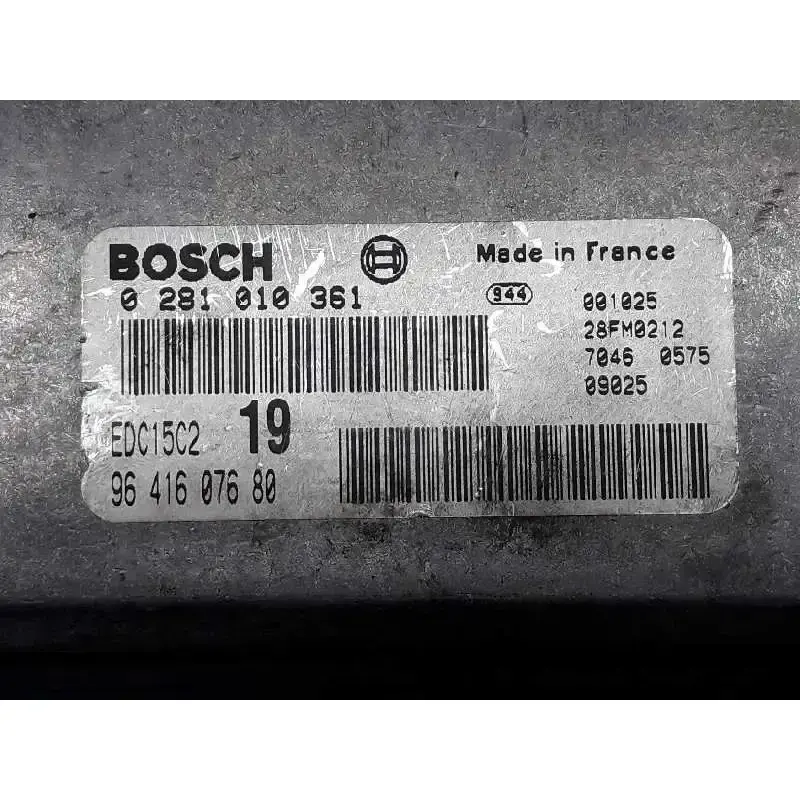 BOSCH Made in France
0 281 010 361 944 001025
28FM0212
7046 0575
09025
EDC15C2 19
96 416 076 80